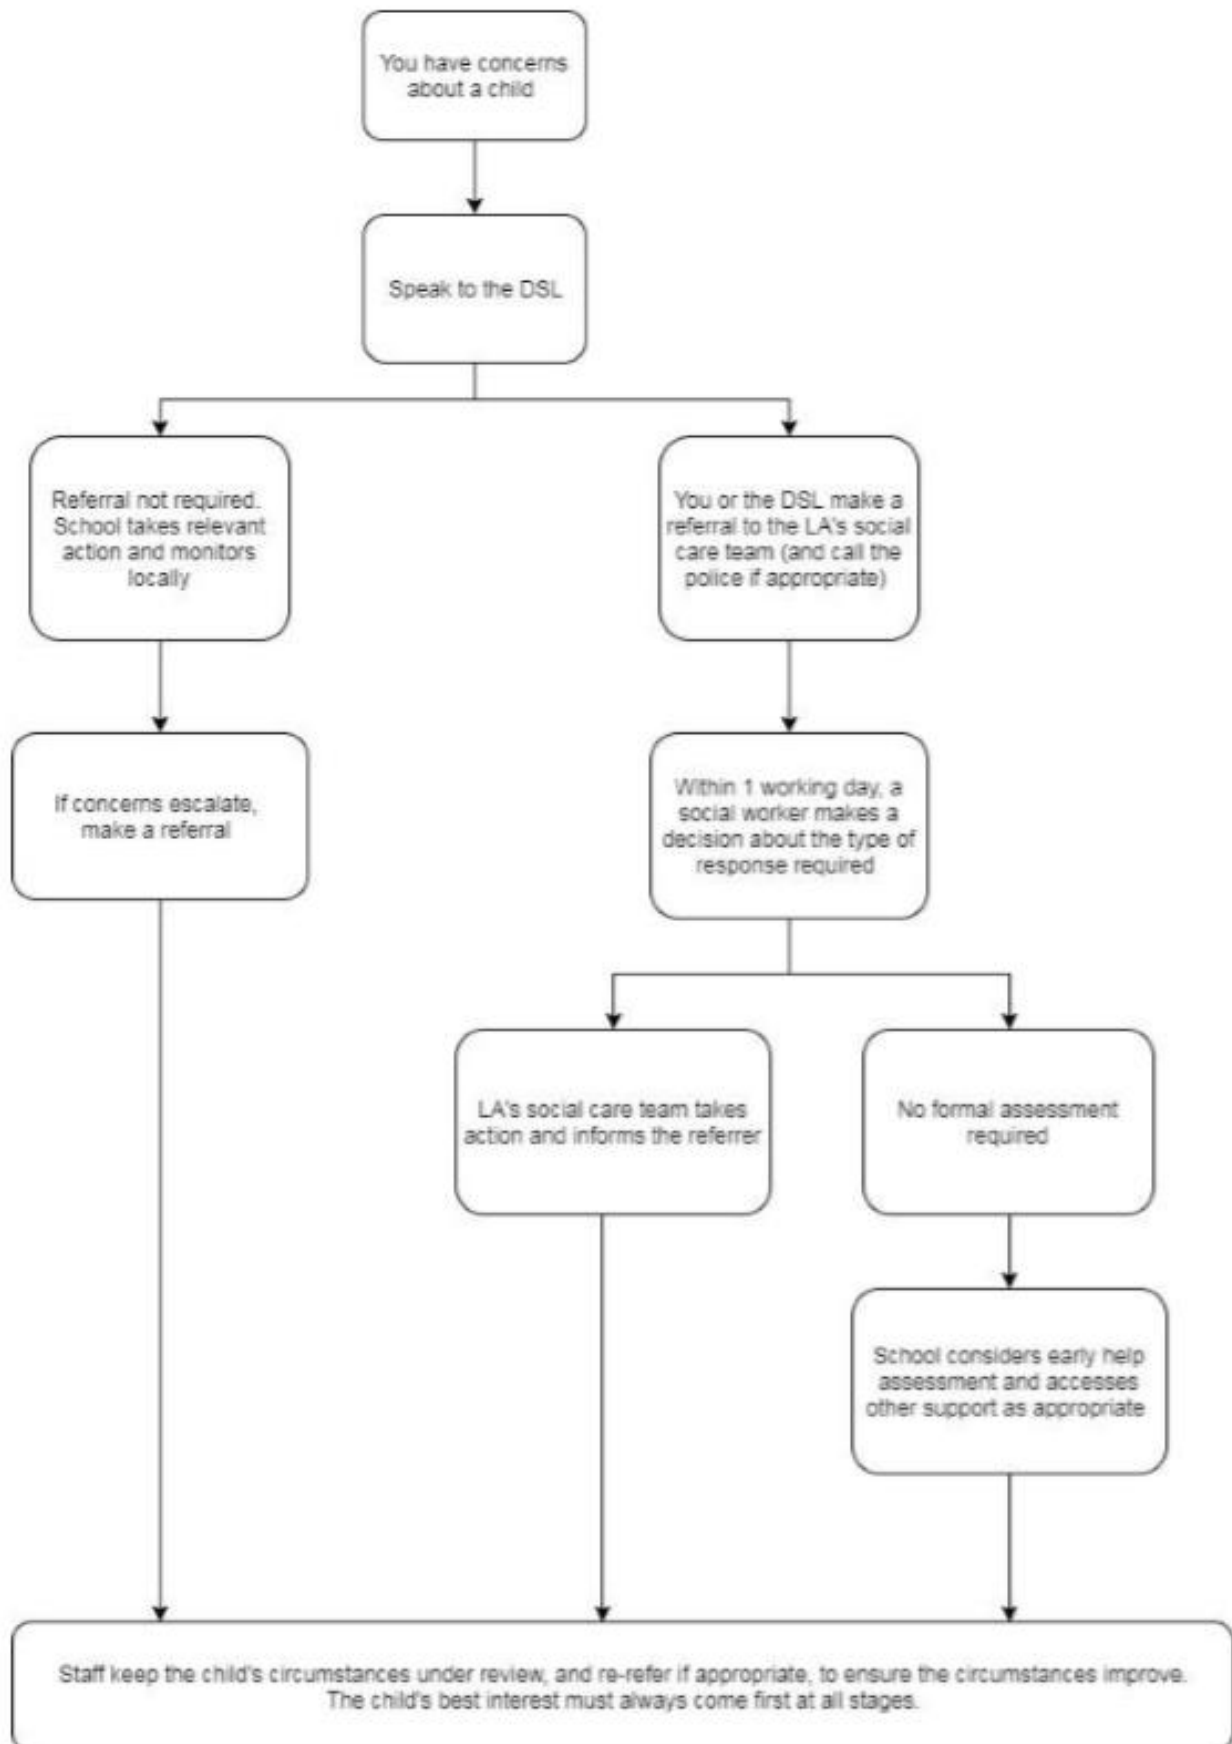 You have concerns
about a child
Speak to the DSL
Referral not required.
School takes relevant
action and monitors
locally
You or the DSL make a
referral to the LA's social
care team (and call the
police if appropriate)
If concerns escalate,
make a referral
Within 1 working day, a
social worker makes a
decision about the type of
response required
LA's social care team takes
action and informs the referrer
No formal assessment
required
School considers early help
assessment and accesses
other support as appropriate
Staff keep the child's circumstances under review, and re-refer if appropriate, to ensure the circumstances improve.
The child's best interest must always come first at all stages.